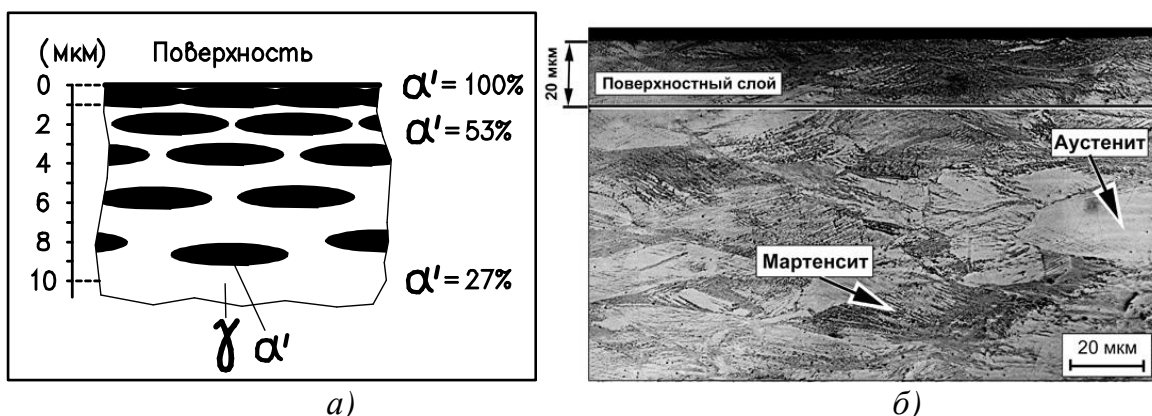 (мкм) Поверхность
0
2
4
6
8
10
α' = 100%
α' = 53%
α' = 27%
γ α'
а)
20 мкм
Поверхностный слой
Аустенит
Мартенсит
20 мкм
б)